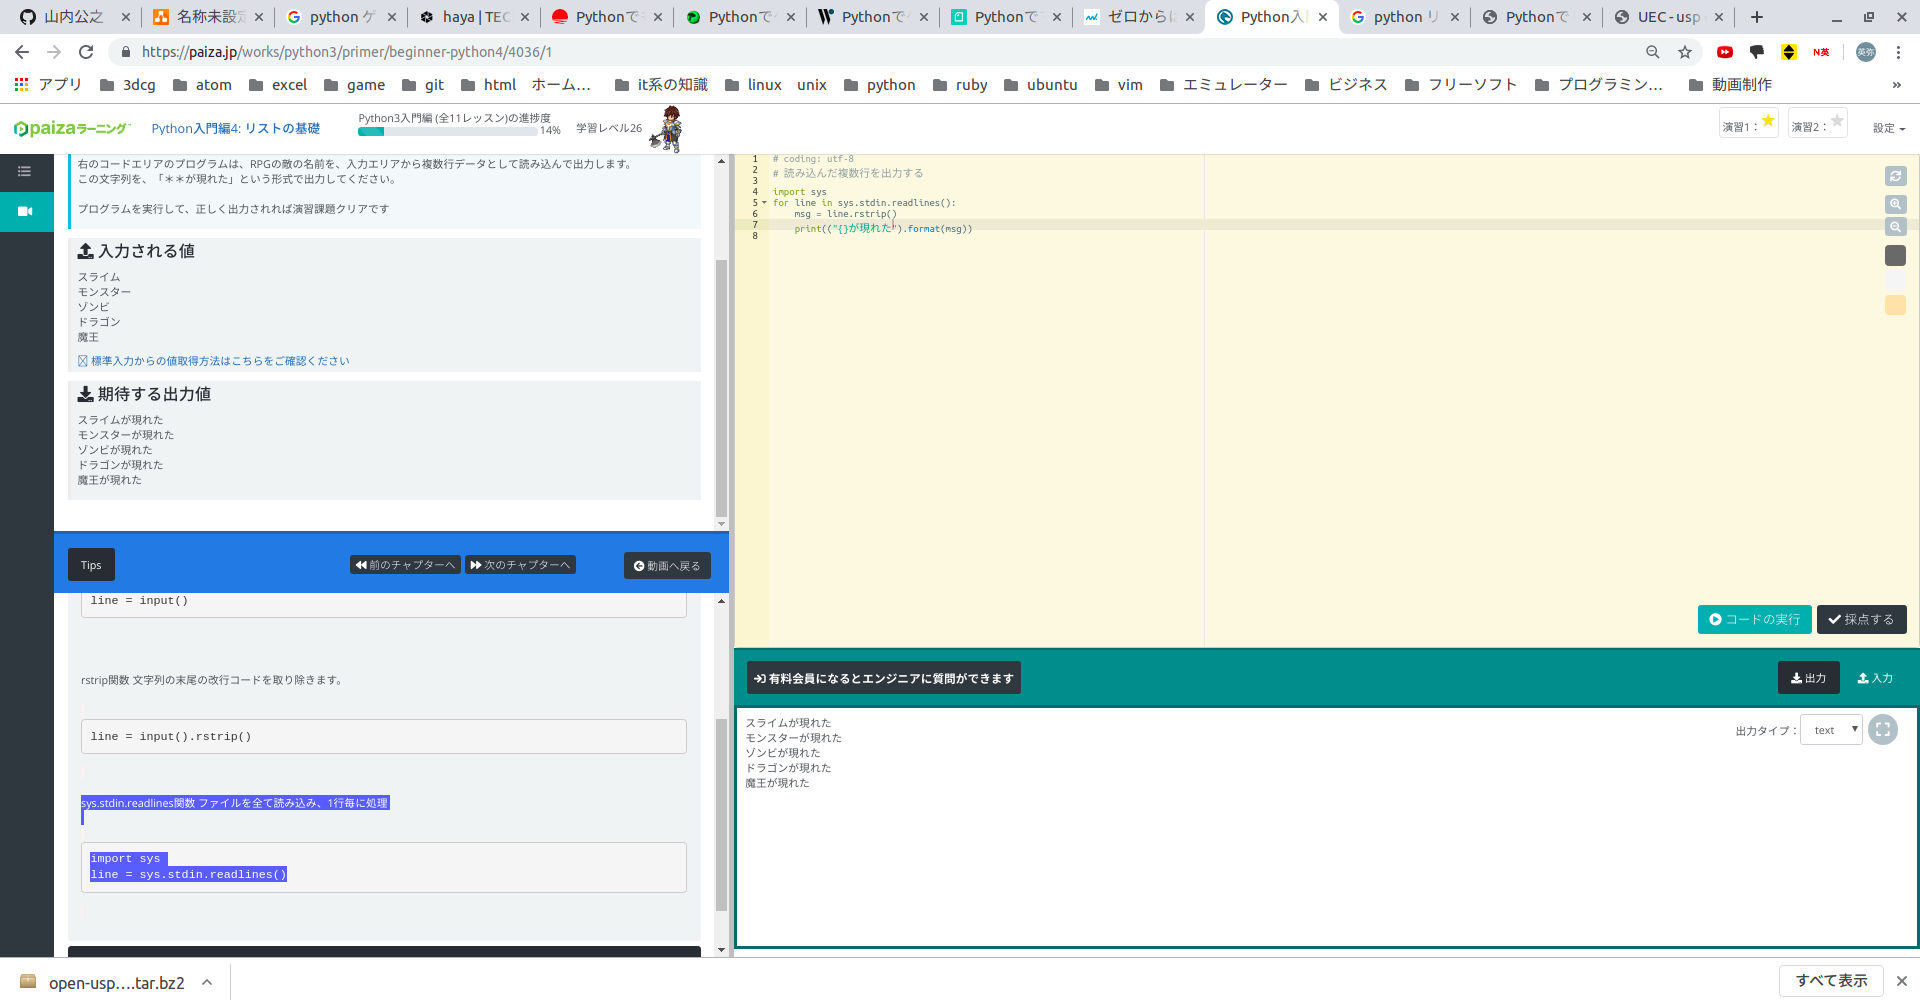 山内公之
名称未設定
python ゲ
haya | TEC
Pythonで
Pythonで
Pythonで
Pythonで
ゼロからに
Python入
python リ
Pythonで
UEC - usp
https://paiza.jp/works/python3/primer/beginner-python4/4036/1
アプリ 3dcg atom excel game git html ホーム… it系の知識 linux unix python ruby ubuntu vim エミュレーター ビジネス フリーソフト プログラミン… 動画制作 »
paizaラーニング
Python入門編4: リストの基礎
Python3入門編 (全11レッスン)の進捗度
14%
学習レベル26
演習1：
演習2：
設定
右のコードエリアのプログラムは、RPGの敵の名前を、入力エリアから複数行データとして読み込んで出力します。
この文字列を、「＊＊が現れた」という形式で出力してください。
プログラムを実行して、正しく出力されれば演習課題クリアです
入力される値
スライム
モンスター
ゾンビ
ドラゴン
魔王
標準入力からの値取得方法はこちらをご確認ください
期待する出力値
スライムが現れた
モンスターが現れた
ゾンビが現れた
ドラゴンが現れた
魔王が現れた
Tips
前のチャプターへ
次のチャプターへ
動画へ戻る
line = input()
rstrip関数 文字列の末尾の改行コードを取り除きます。
line = input().rstrip()
sys.stdin.readlines関数 ファイルを全て読み込み、1行毎に処理
import sys
line = sys.stdin.readlines()
1 # coding: utf-8
2 # 読み込んだ複数行を出力する
3
4 import sys
5 for line in sys.stdin.readlines():
6 msg = line.rstrip()
7 print(("{}が現れた").format(msg))
8
コードの実行
採点する
有料会員になるとエンジニアに質問ができます
出力
入力
スライムが現れた
モンスターが現れた
ゾンビが現れた
ドラゴンが現れた
魔王が現れた
出力タイプ：
text
open-usp....tar.bz2
すべて表示